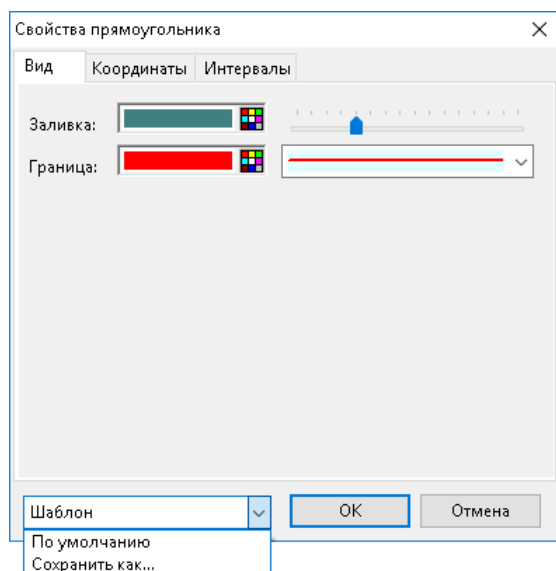 Свойства прямоугольника
Вид Координаты Интервалы
Заливка:
Граница:
Шаблон OK Отмена
По умолчанию
Сохранить как...